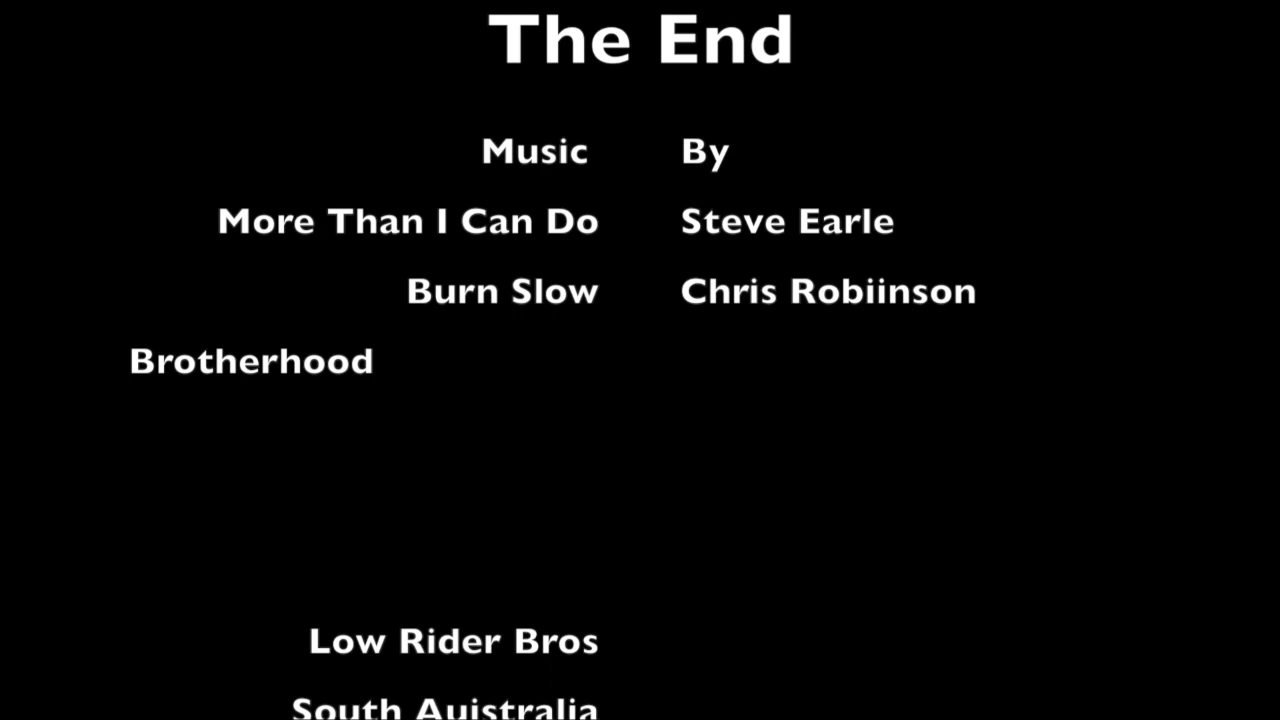 The End
Music By
More Than I Can Do Steve Earle
Burn Slow Chris Robiinson
Brotherhood
Low Rider Bros
South Auistralia